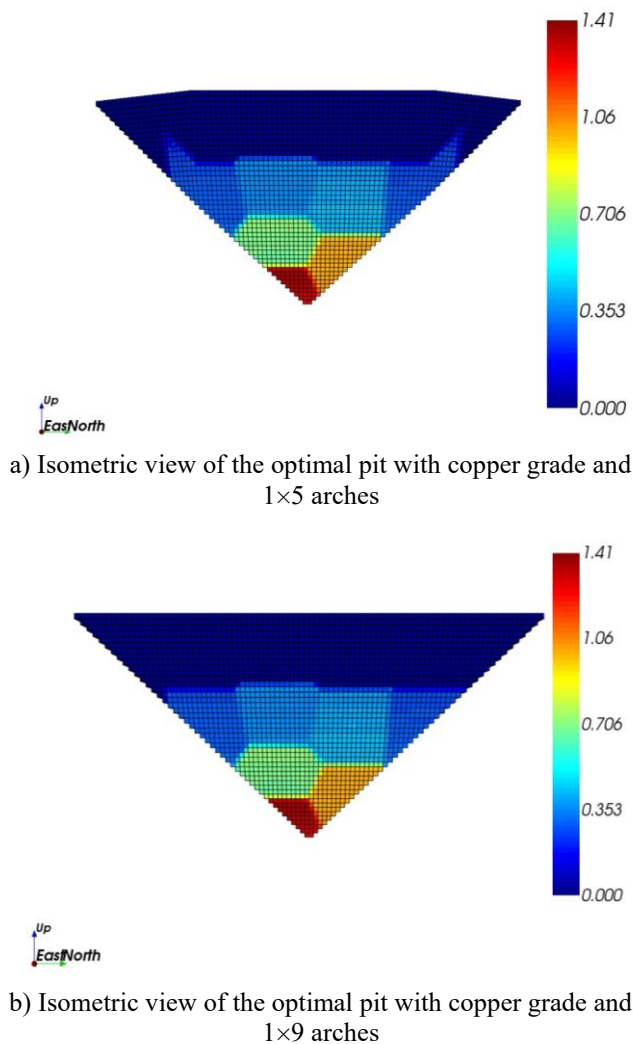 1.41
1.06
0.706
0.353
0.000
Up
EasNorth
a) Isometric view of the optimal pit with copper grade and
1×5 arches
1.41
1.06
0.706
0.353
0.000
Up
EastNorth
b) Isometric view of the optimal pit with copper grade and
1×9 arches